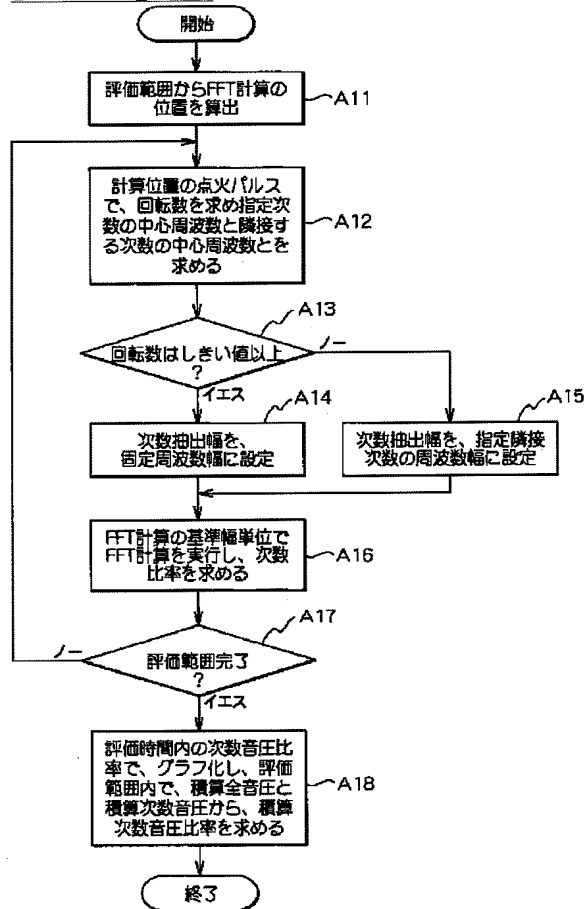 開始
評価範囲からFFT計算の
位置を算出
A11
計算位置の点火パルス
で、回転数を求め指定次
数の中心周波数と隣接す
る次数の中心周波数とを
求める
A12
A13
回転数はしきい値以上
?
ノー
イエス
A14
次数抽出幅を、
固定周波数幅に設定
A15
次数抽出幅を、指定隣接
次数の周波数幅に設定
FFT計算の基準幅単位で
FFT計算を実行し、次数
比率を求める
A16
A17
評価範囲完了
?
ノー
イエス
評価時間内の次数音圧比
率で、グラフ化し、評価
範囲内で、積算全音圧と
積算次数音圧から、積算
次数音圧比率を求める
A18
終了